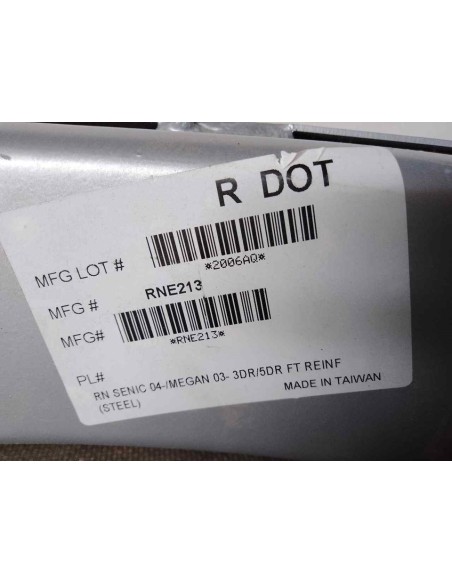 R DOT
MFG LOT #
*2006AQ*
MFG # RNE213
MFG#
*RNE213*
PL#
RN SENIC 04-/MEGAN 03- 3DR/5DR FT REINF
(STEEL) MADE IN TAIWAN